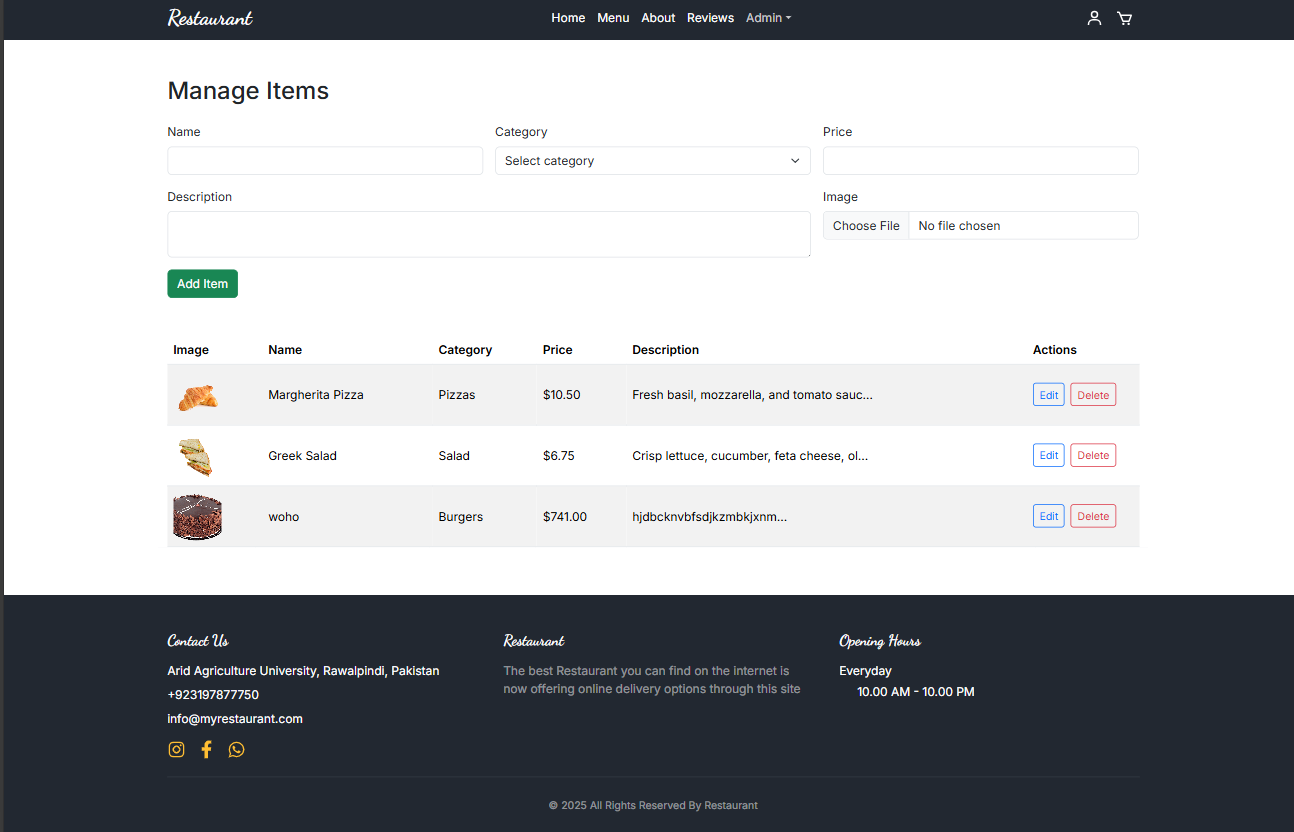 Restaurant
Home Menu About Reviews Admin
Manage Items
Name Category Price
Select category
Description Image
Choose File No file chosen
Add Item
Image Name Category Price Description Actions
Margherita Pizza Pizzas $10.50 Fresh basil, mozzarella, and tomato sauc... Edit Delete
Greek Salad Salad $6.75 Crisp lettuce, cucumber, feta cheese, ol... Edit Delete
woho Burgers $741.00 hjdbcknvbfsdjkzmbkjxnm... Edit Delete
Contact Us
Arid Agriculture University, Rawalpindi, Pakistan
+923197877750
info@myrestaurant.com
Restaurant
The best Restaurant you can find on the internet is
now offering online delivery options through this site
Opening Hours
Everyday
10.00 AM - 10.00 PM
© 2025 All Rights Reserved By Restaurant